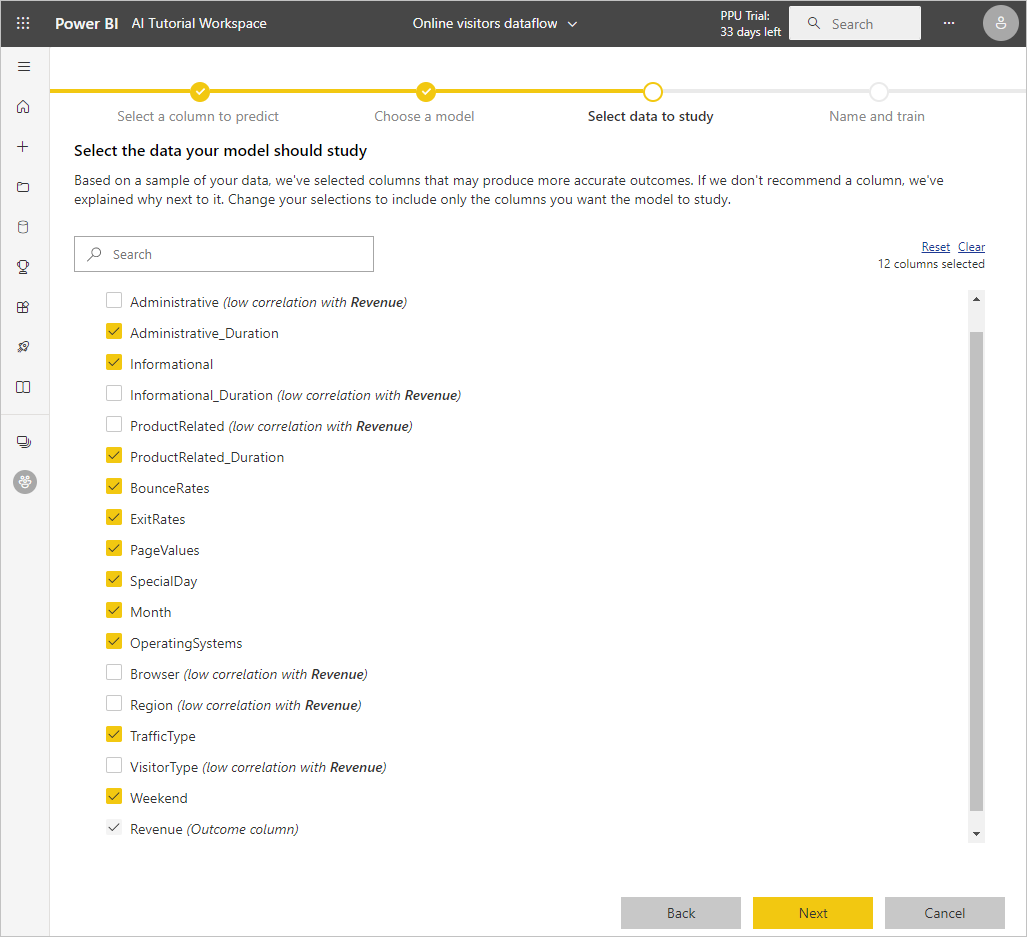 Power BI AI Tutorial Workspace Online visitors dataflow PPU Trial: Search
33 days left
Select a column to predict Choose a model Select data to study Name and train
Select the data your model should study
Based on a sample of your data, we've selected columns that may produce more accurate outcomes. If we don't recommend a column, we've
explained why next to it. Change your selections to include only the columns you want the model to study.
Search
Reset Clear
12 columns selected
Administrative (low correlation with Revenue)
Administrative_Duration
Informational
Informational_Duration (low correlation with Revenue)
ProductRelated (low correlation with Revenue)
ProductRelated_Duration
BounceRates
ExitRates
PageValues
SpecialDay
Month
OperatingSystems
Browser (low correlation with Revenue)
Region (low correlation with Revenue)
TrafficType
VisitorType (low correlation with Revenue)
Weekend
Revenue (Outcome column)
Back Next Cancel